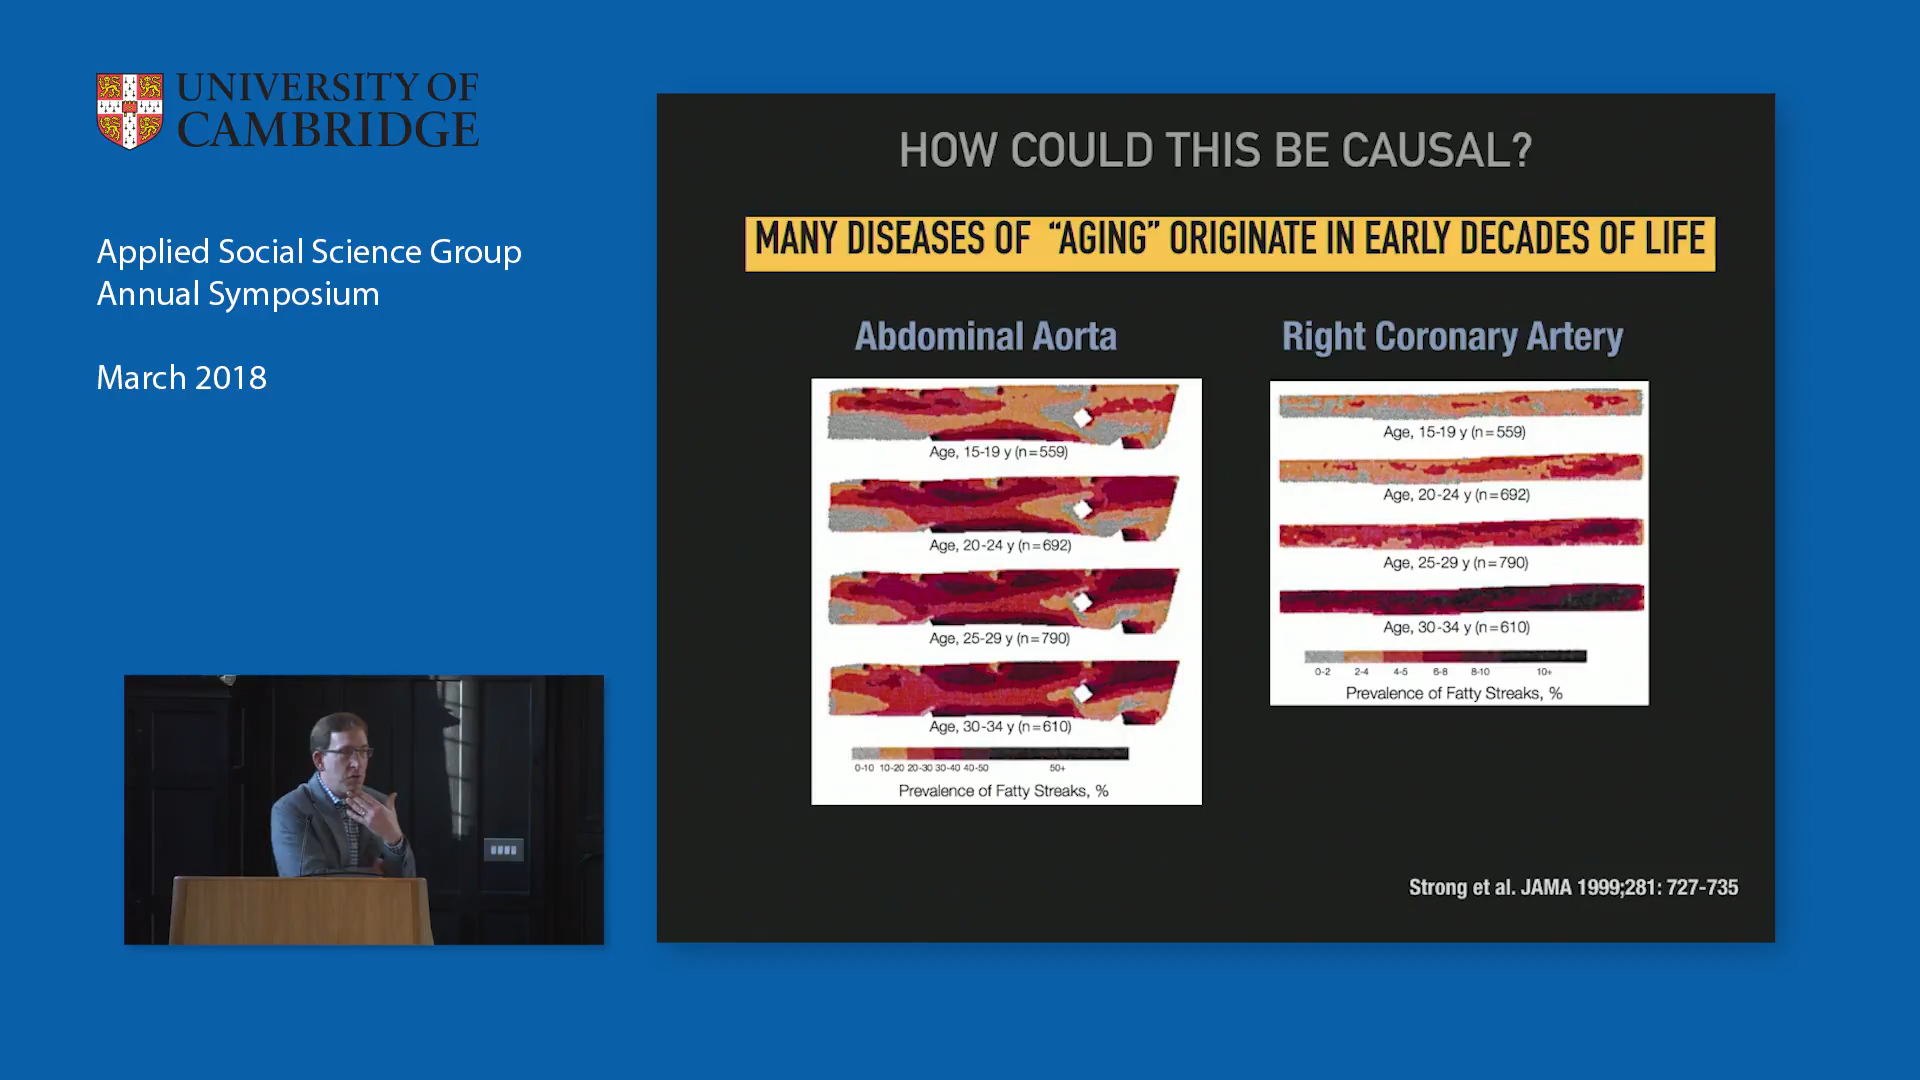 UNIVERSITY OF
CAMBRIDGE
Applied Social Science Group
Annual Symposium
March 2018
HOW COULD THIS BE CAUSAL?
MANY DISEASES OF “AGING” ORIGINATE IN EARLY DECADES OF LIFE
Abdominal Aorta
Age, 15-19 y (n=559)
Age, 20-24 y (n=692)
Age, 25-29 y (n=790)
Age, 30-34 y (n=610)
0-10 10-20 20-30 30-40 40-50 50+
Prevalence of Fatty Streaks, %
Right Coronary Artery
Age, 15-19 y (n=559)
Age, 20-24 y (n=692)
Age, 25-29 y (n=790)
Age, 30-34 y (n=610)
0-2 2-4 4-5 6-8 8-10 10+
Prevalence of Fatty Streaks, %
Strong et al. JAMA 1999;281: 727-735